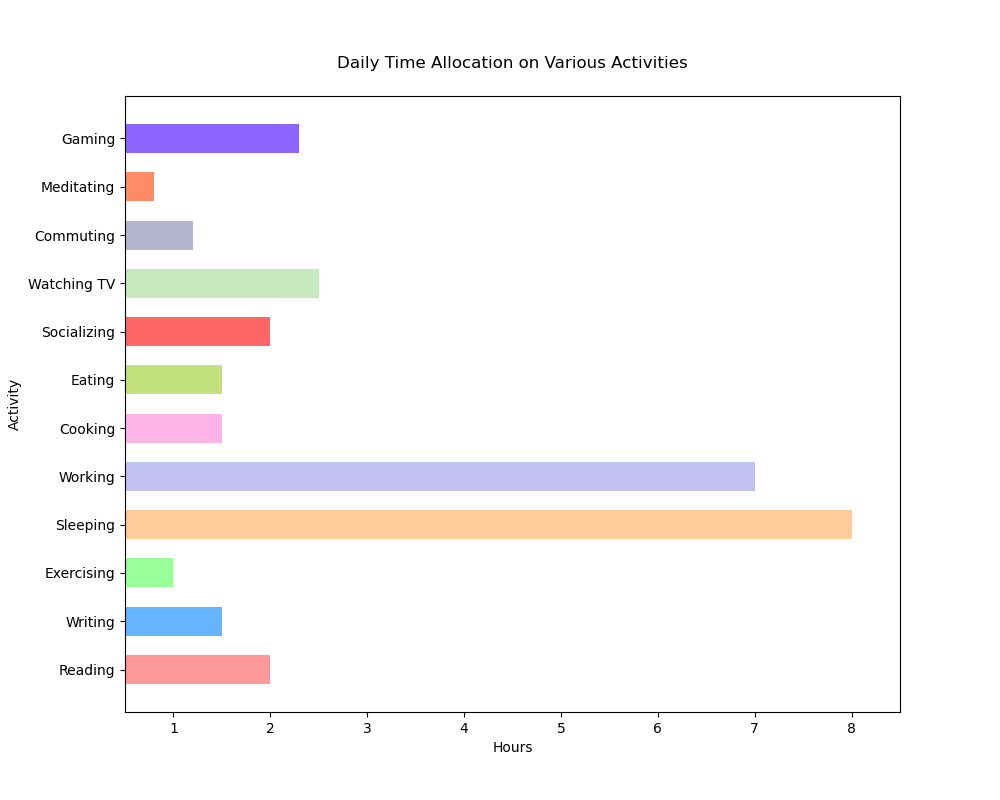 Daily Time Allocation on Various Activities
Gaming
Meditating
Commuting
Watching TV
Socializing
Eating
Cooking
Working
Sleeping
Exercising
Writing
Reading
Activity
1 2 3 4 5 6 7 8
Hours